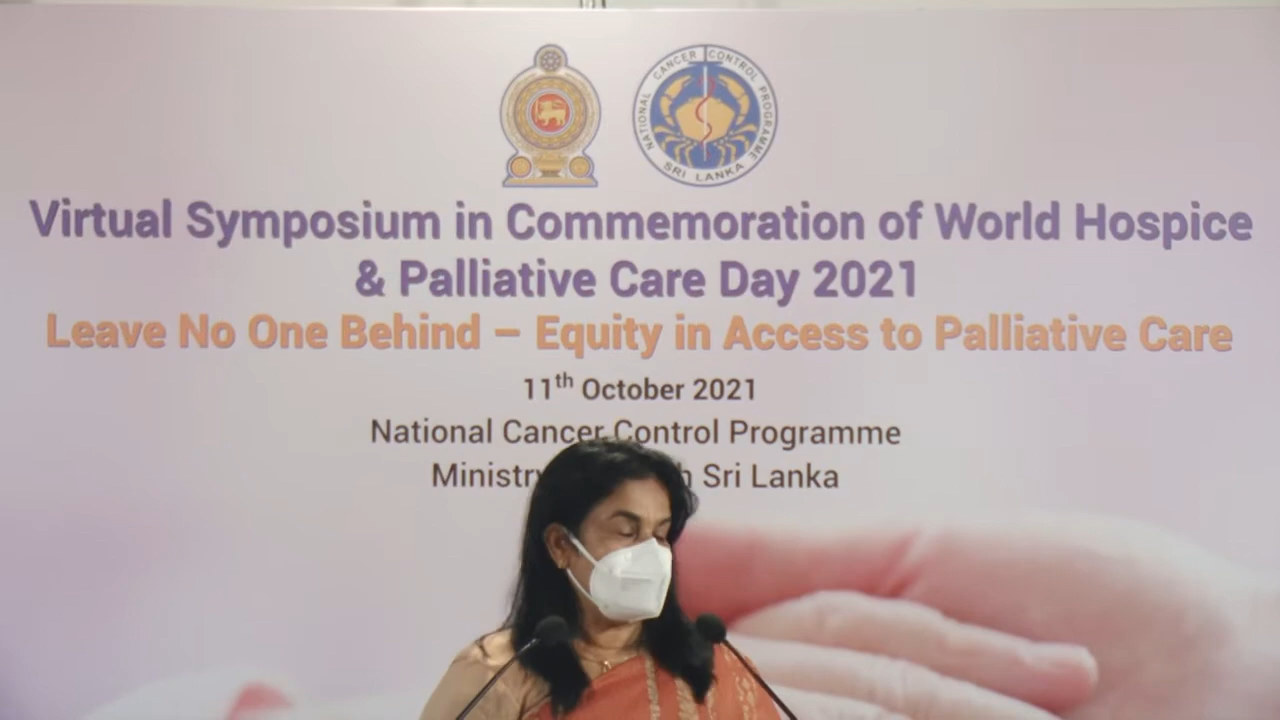 NATIONAL CANCER CONTROL PROGRAMME
SRI LANKA
Virtual Symposium in Commemoration of World Hospice
& Palliative Care Day 2021
Leave No One Behind – Equity in Access to Palliative Care
11th October 2021
National Cancer Control Programme
Ministry Sri Lanka